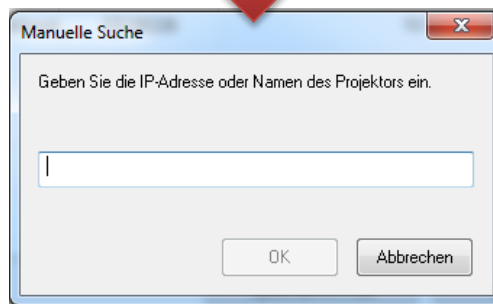 Manuelle Suche
Geben Sie die IP-Adresse oder Namen des Projektors ein.
OK
Abbrechen